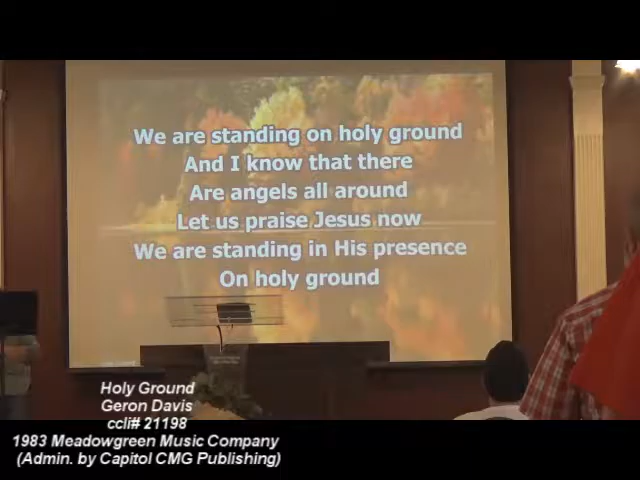 We are standing on holy ground
And I know that there
Are angels all around
Let us praise Jesus now
We are standing in His presence
On holy ground
Holy Ground
Geron Davis
ccli# 21198
1983 Meadowgreen Music Company
(Admin. by Capitol CMG Publishing)